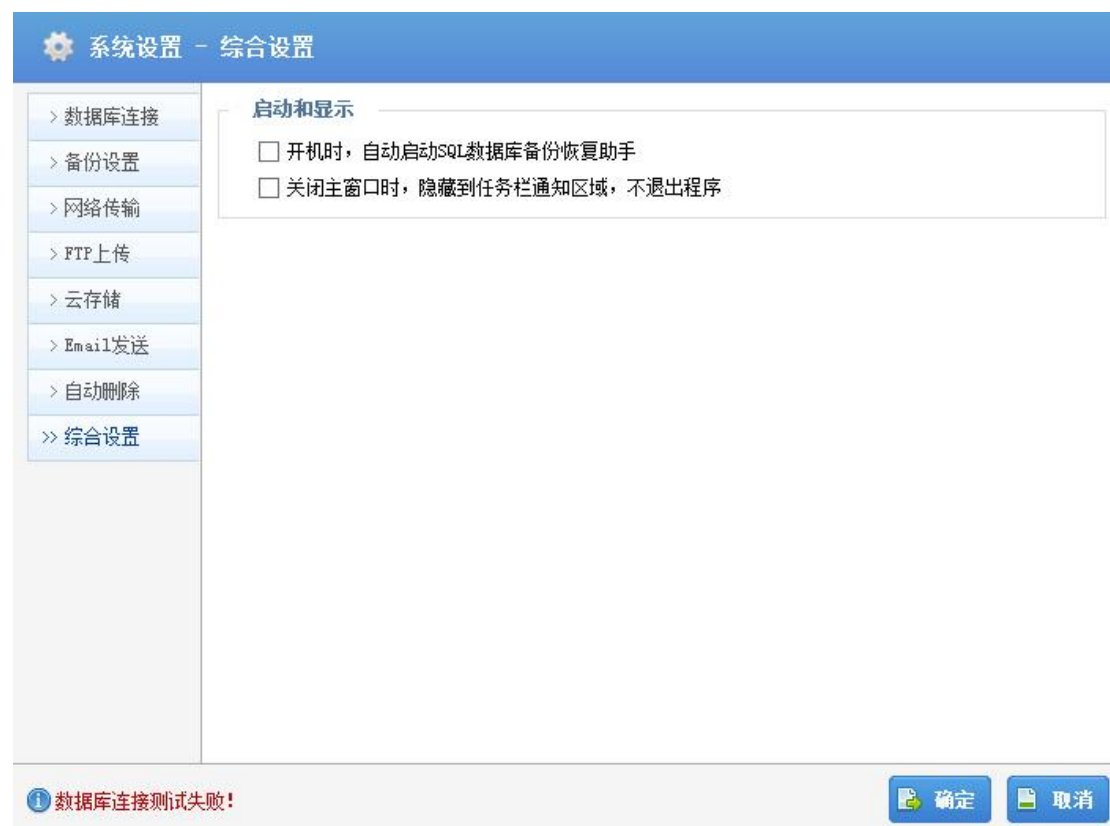 系统设置 - 综合设置
> 数据库连接
> 备份设置
> 网络传输
> FTP上传
> 云存储
> Email发送
> 自动删除
>> 综合设置
启动和显示
开机时，自动启动SQL数据库备份恢复助手
关闭主窗口时，隐藏到任务栏通知区域，不退出程序
数据库连接测试失败!
确定
取消